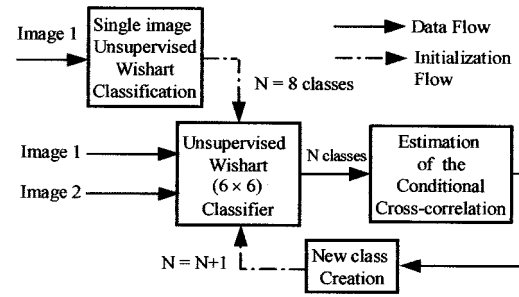 Image 1
Single image
Unsupervised
Wishart
Classification
Data Flow
Initialization
Flow
N = 8 classes
Image 1
Image 2
Unsupervised
Wishart
(6 × 6)
Classifier
N classes
Estimation
of the
Conditional
Cross-correlation
N = N+1
New class
Creation